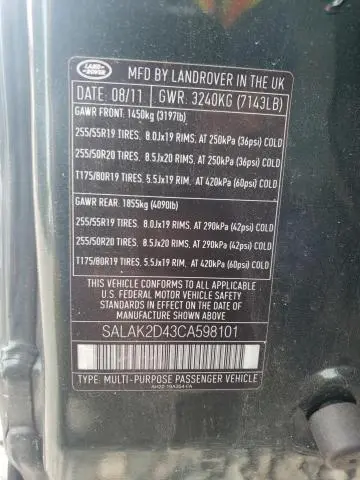 LAND
ROVER
MFD BY LANDROVER IN THE UK
DATE: 08/11 GWR: 3240KG (7143LB)
GAWR FRONT: 1450kg (3197lb)
255/55R19 TIRES. 8.0Jx19 RIMS, AT 250kPa (36psi) COLD
255/50R20 TIRES. 8.5Jx20 RIMS, AT 250kPa (36psi) COLD
T175/80R19 TIRES. 5.5Jx19 RIM, AT 420kPa (60psi) COLD
GAWR REAR: 1855kg (4090lb)
255/55R19 TIRES. 8.0Jx19 RIMS, AT 290kPa (42psi) COLD
255/50R20 TIRES. 8.5Jx20 RIMS, AT 290kPa (42psi) COLD
T175/80R19 TIRES. 5.5Jx19 RIM, AT 420kPa (60psi) COLD
THIS VEHICLE CONFORMS TO ALL APPLICABLE
U.S. FEDERAL MOTOR VEHICLE SAFETY
STANDARDS IN EFFECT ON THE DATE OF
MANUFACTURE SHOWN ABOVE
SALAK2D43CA598101
TYPE: MULTI-PURPOSE PASSENGER VEHICLE